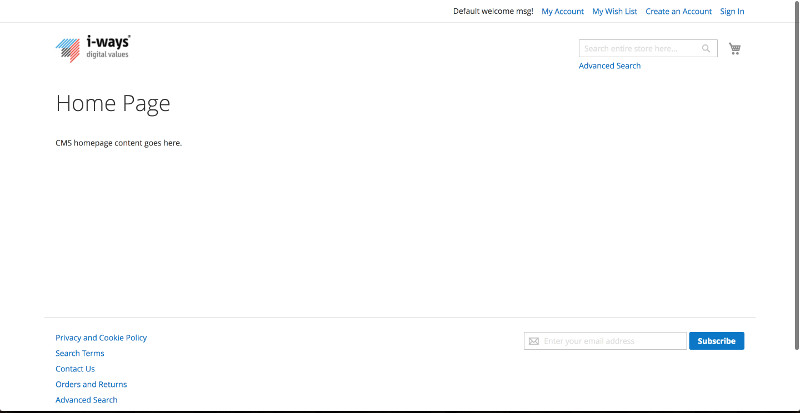 Default welcome msg! My Account My Wish List Create an Account Sign In
i-ways®
digital values
Search entire store here...
Advanced Search
Home Page
CMS homepage content goes here.
Privacy and Cookie Policy
Enter your email address
Subscribe
Search Terms
Contact Us
Orders and Returns
Advanced Search